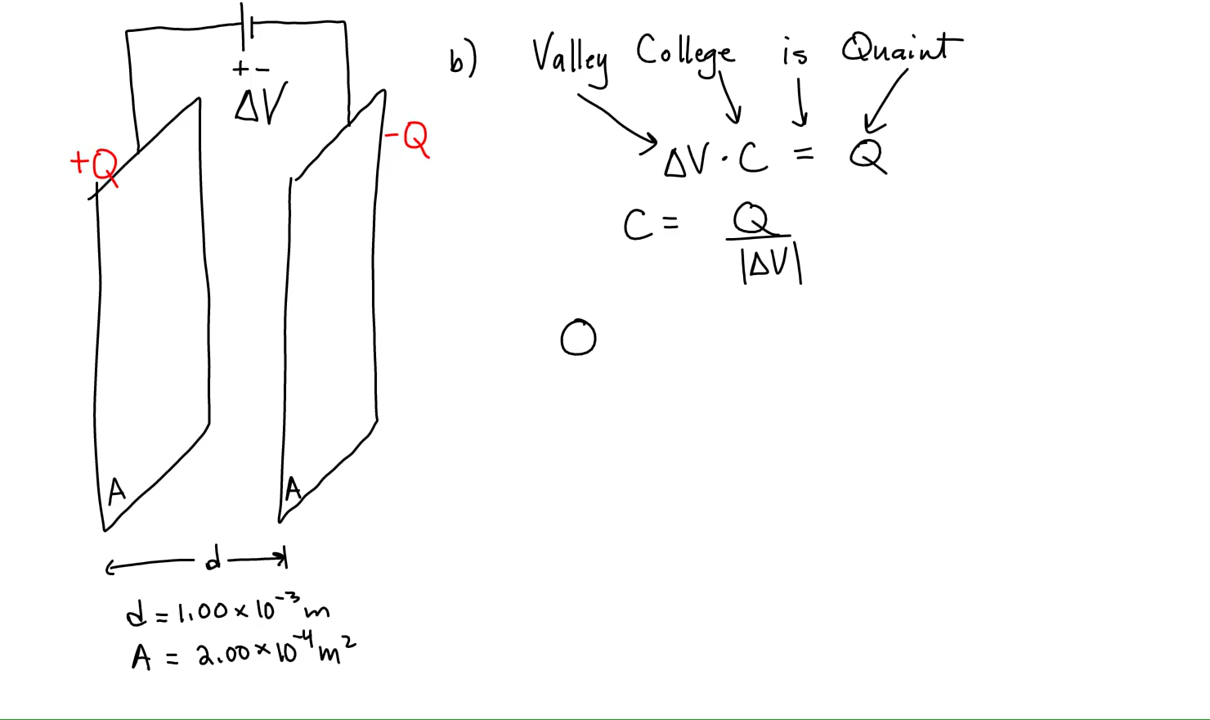 + -
ΔV
+Q
-Q
A
A
d
d = 1.00 × 10⁻³ m
A = 2.00 × 10⁻⁴ m²
b) Valley College is Quaint
ΔV · C = Q
C = Q / |ΔV|